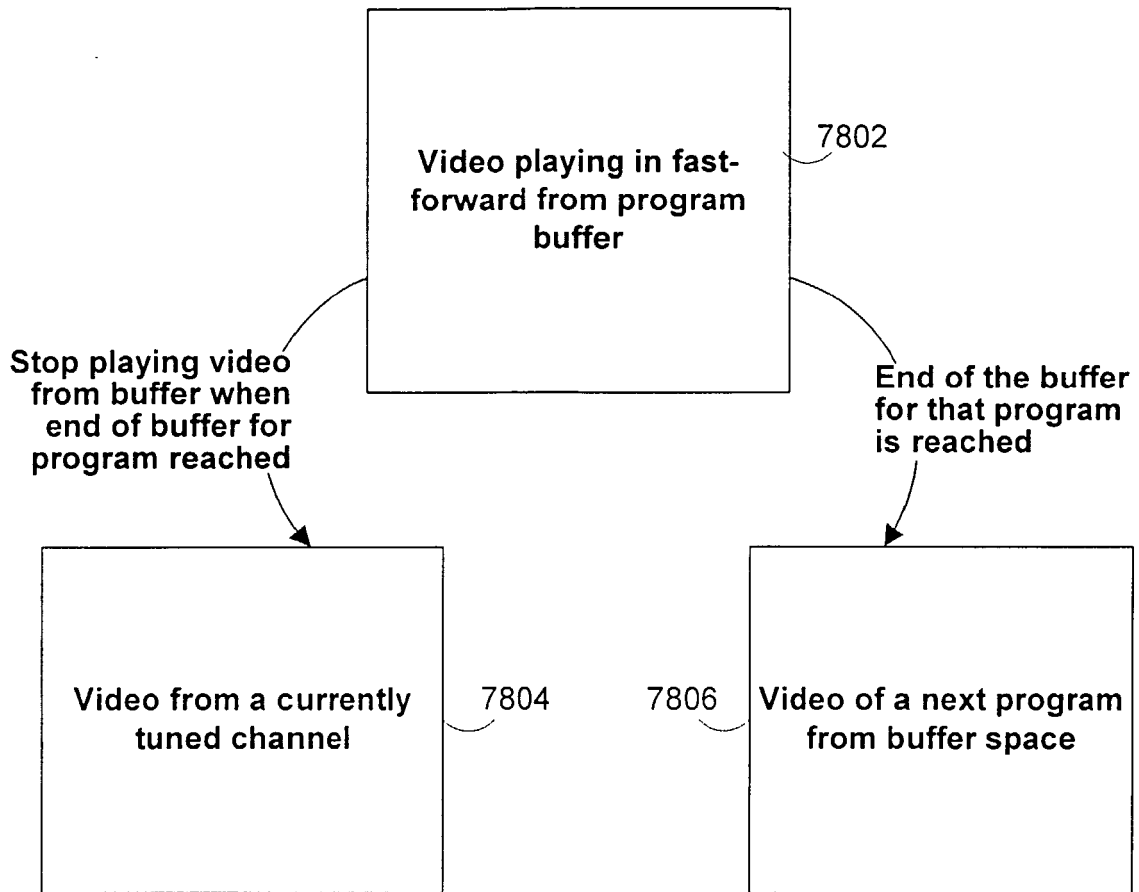 Video playing in fast-
forward from program
buffer
7802
Stop playing video
from buffer when
end of buffer for
program reached
End of the buffer
for that program
is reached
Video from a currently
tuned channel
7804
7806
Video of a next program
from buffer space